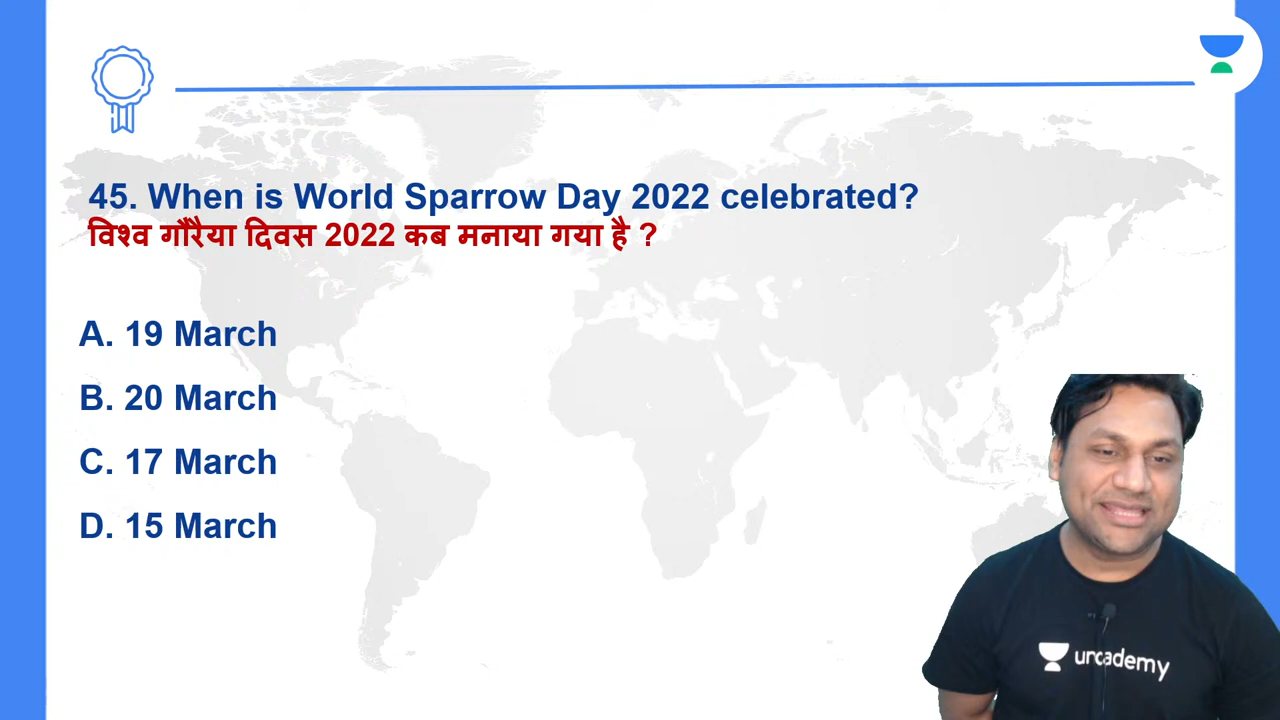 45. When is World Sparrow Day 2022 celebrated?
विश्व गौरैया दिवस 2022 कब मनाया गया है ?
A. 19 March
B. 20 March
C. 17 March
D. 15 March
unacademy